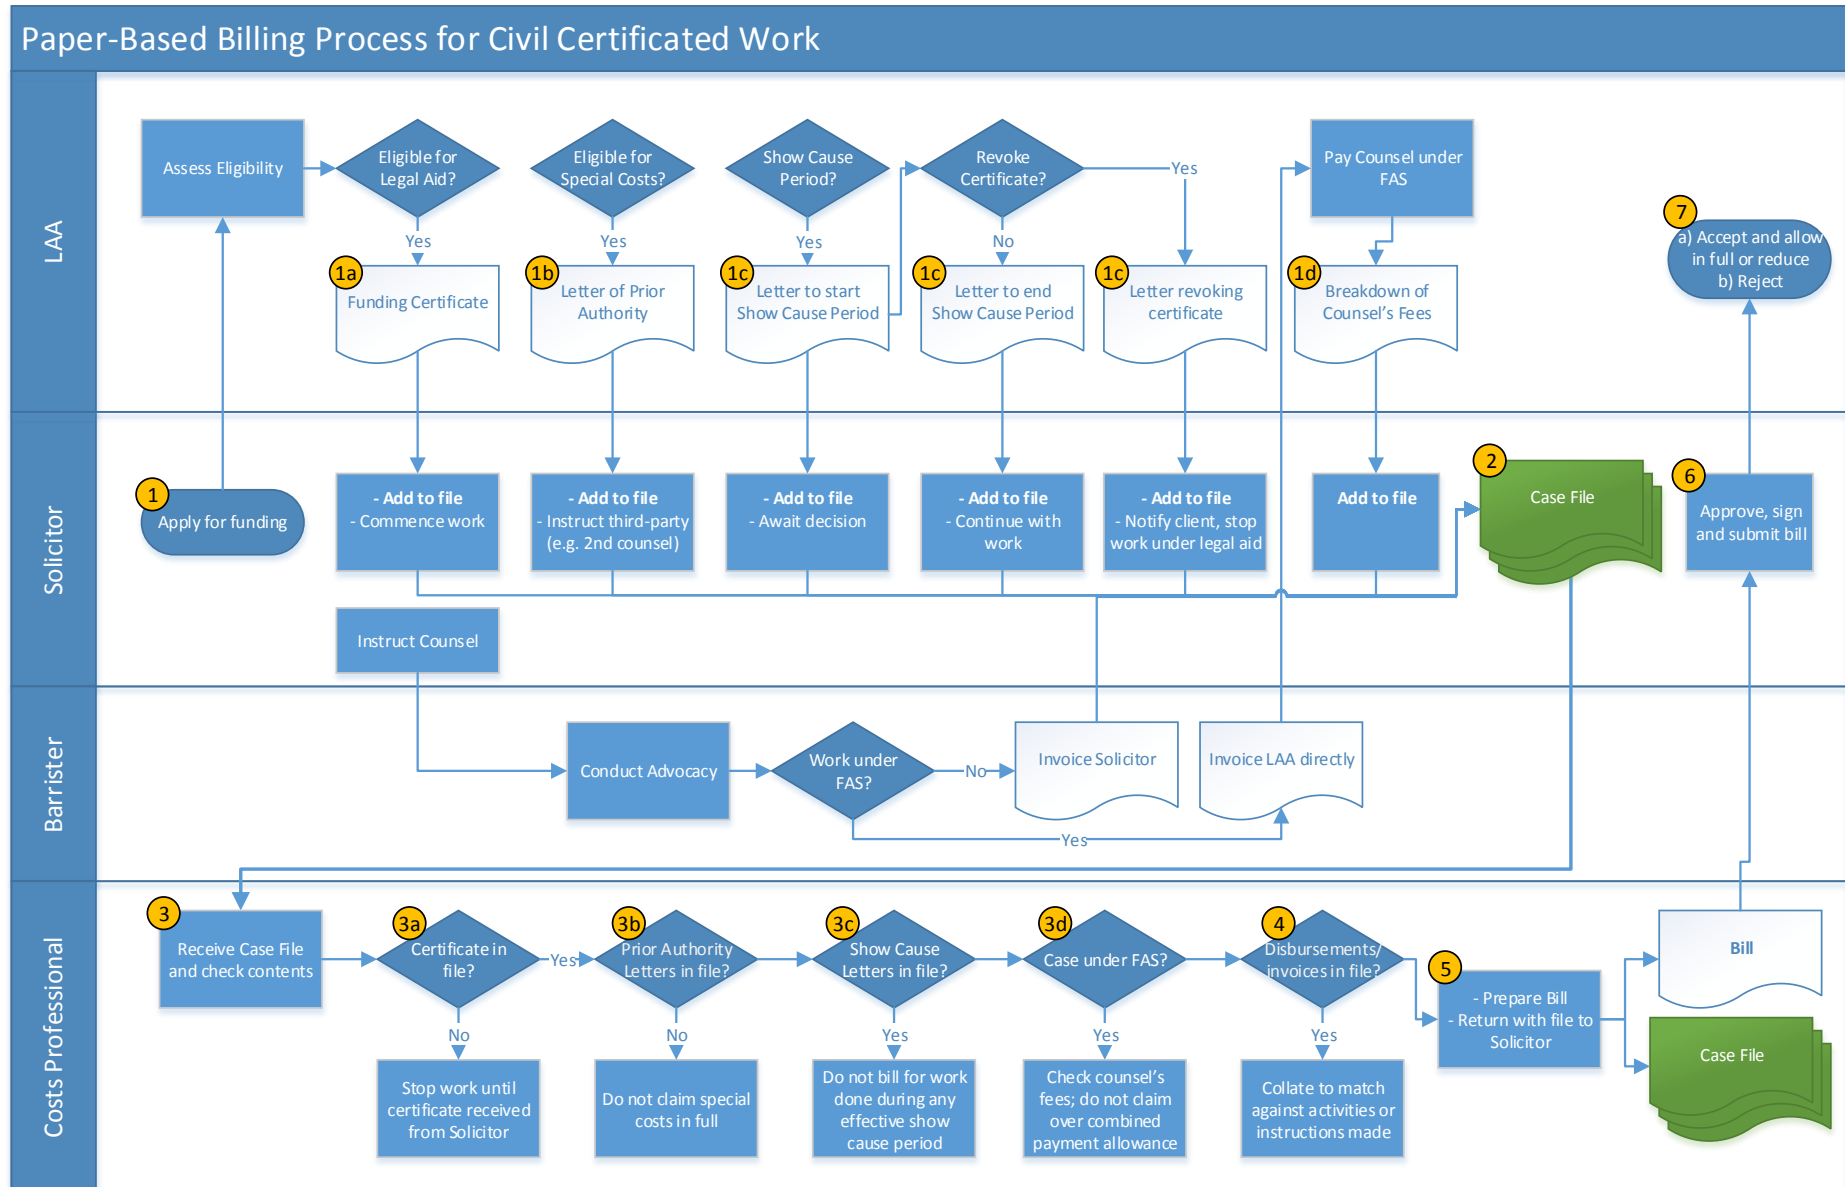 Paper-Based Billing Process for Civil Certificated Work
LAA
Assess Eligibility
Eligible for
Legal Aid?
Eligible for
Special Costs?
Show Cause
Period?
Revoke
Certificate?
Yes
Pay Counsel under
FAS
Yes
Yes
Yes
No
7
a) Accept and allow
in full or reduce
b) Reject
1a
Funding Certificate
1b
Letter of Prior
Authority
1c
Letter to start
Show Cause Period
1c
Letter to end
Show Cause Period
1c
Letter revoking
certificate
1d
Breakdown of
Counsel's Fees
Solicitor
1
Apply for funding
- Add to file
- Commence work
- Add to file
- Instruct third-party
(e.g. 2nd counsel)
- Add to file
- Await decision
- Add to file
- Continue with
work
- Add to file
- Notify client, stop
work under legal aid
Add to file
2
Case File
6
Approve, sign
and submit bill
Instruct Counsel
Barrister
Conduct Advocacy
Work under
FAS?
No
Invoice Solicitor
Invoice LAA directly
Yes
Costs Professional
3
Receive Case File
and check contents
3a
Certificate in
file?
Yes
3b
Prior Authority
Letters in file?
3c
Show Cause
Letters in file?
3d
Case under FAS?
4
Disbursements/
invoices in file?
5
- Prepare Bill
- Return with file to
Solicitor
Bill
Case File
No
No
Yes
Yes
Yes
Stop work until
certificate received
from Solicitor
Do not claim special
costs in full
Do not bill for work
done during any
effective show
cause period
Check counsel's
fees; do not claim
over combined
payment allowance
Collate to match
against activities or
instructions made